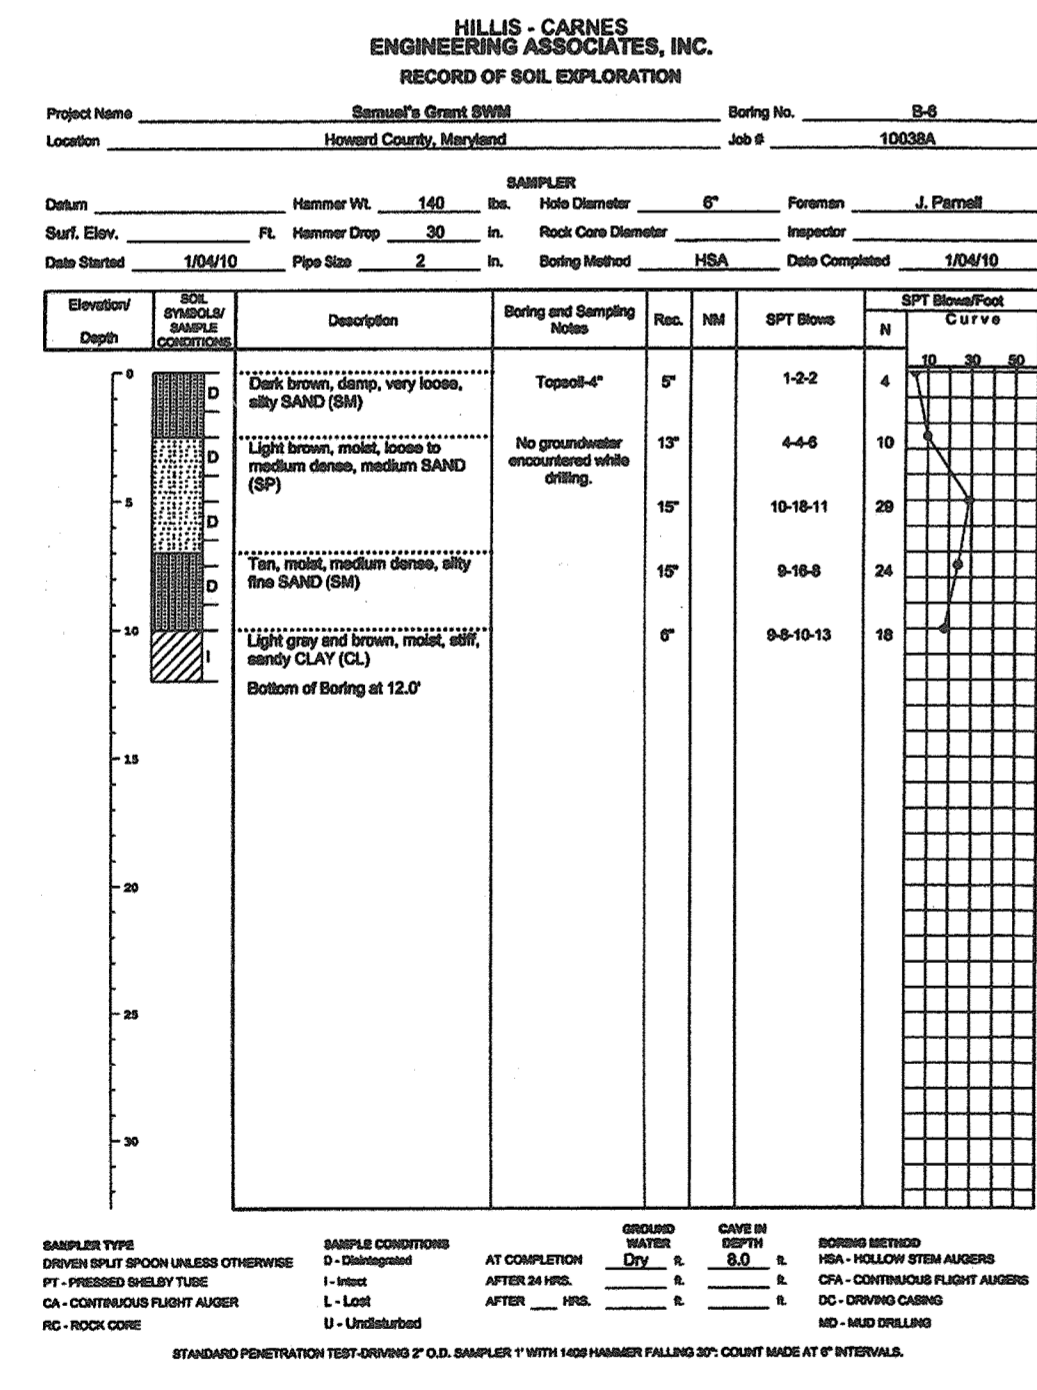 HILLIS - CARNES
ENGINEERING ASSOCIATES, INC.
RECORD OF SOIL EXPLORATION
Project Name Samuel's Grant SWM Boring No. B-6
Location Howard County, Maryland Job # 10038A
SAMPLER
Datum Hammer Wt. 140 lbs. Hole Diameter 6" Foreman J. Parnell
Surf. Elev. Ft. Hammer Drop 30 in. Rock Core Diameter Inspector
Date Started 1/04/10 Pipe Size 2 in. Boring Method HSA Date Completed 1/04/10
Elevation/ Depth SOIL SYMBOLS/ SAMPLE CONDITIONS Description Boring and Sampling Notes Rec. NM SPT Blows N SPT Blows/Foot Curve
10 30 50
0 D Dark brown, damp, very loose, Topsoil-4" 5" 1-2-2 4
silty SAND (SM)
D Light brown, moist, loose to No groundwater 13" 4-4-6 10
medium dense, medium SAND encountered while
(SP) drilling.
5 D 15" 10-18-11 29
Tan, moist, medium dense, silty 15" 9-16-8 24
D fine SAND (SM)
10 Light gray and brown, moist, stiff, 6" 9-8-10-13 18
I sandy CLAY (CL)
Bottom of Boring at 12.0'
15
20
25
30
GROUND WATER CAVE IN DEPTH
SAMPLER TYPE SAMPLE CONDITIONS BORING METHOD
DRIVEN SPLIT SPOON UNLESS OTHERWISE D - Disintegrated AT COMPLETION Dry ft. 8.0 ft. HSA - HOLLOW STEM AUGERS
PT - PRESSED SHELBY TUBE I - Intact AFTER 24 HRS. ft. ft. CFA - CONTINUOUS FLIGHT AUGERS
CA - CONTINUOUS FLIGHT AUGER L - Lost AFTER HRS. ft. ft. DC - DRIVING CASING
RC - ROCK CORE U - Undisturbed MD - MUD DRILLING
STANDARD PENETRATION TEST-DRIVING 2" O.D. SAMPLER 1' WITH 140# HAMMER FALLING 30": COUNT MADE AT 6" INTERVALS.